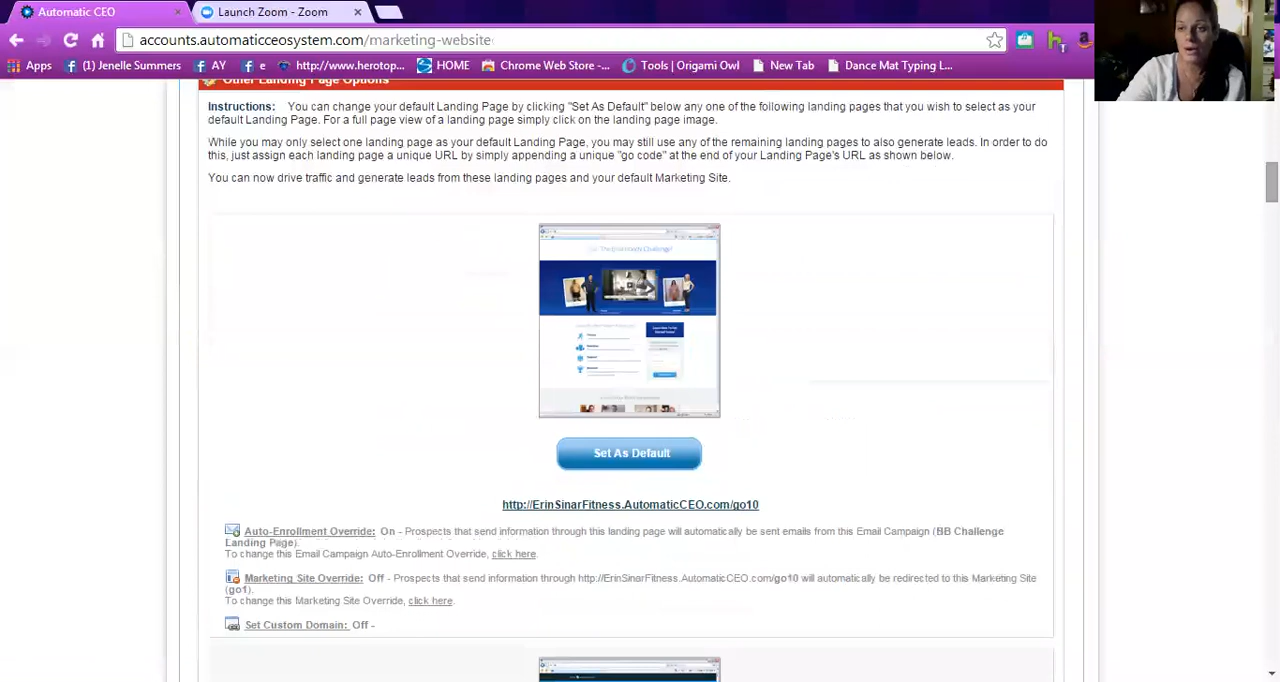 Automatic CEO
Launch Zoom - Zoom
accounts.automaticceosystem.com/marketing-website
Apps
(1) Jenelle Summers
AY
e
http://www.herotop...
HOME
Chrome Web Store -...
Tools | Origami Owl
New Tab
Dance Mat Typing L...
Other Landing Page Options
Instructions: You can change your default Landing Page by clicking "Set As Default" below any one of the following landing pages that you wish to select as your
default Landing Page. For a full page view of a landing page simply click on the landing page image.
While you may only select one landing page as your default Landing Page, you may still use any of the remaining landing pages to also generate leads. In order to do
this, just assign each landing page a unique URL by simply appending a unique "go code" at the end of your Landing Page's URL as shown below.
You can now drive traffic and generate leads from these landing pages and your default Marketing Site.
Set As Default
http://ErinSinarFitness.AutomaticCEO.com/go10
Auto-Enrollment Override: On - Prospects that send information through this landing page will automatically be sent emails from this Email Campaign (BB Challenge
Landing Page).
To change this Email Campaign Auto-Enrollment Override, click here.
Marketing Site Override: Off - Prospects that send information through http://ErinSinarFitness.AutomaticCEO.com/go10 will automatically be redirected to this Marketing Site
(go1).
To change this Marketing Site Override, click here.
Set Custom Domain: Off -